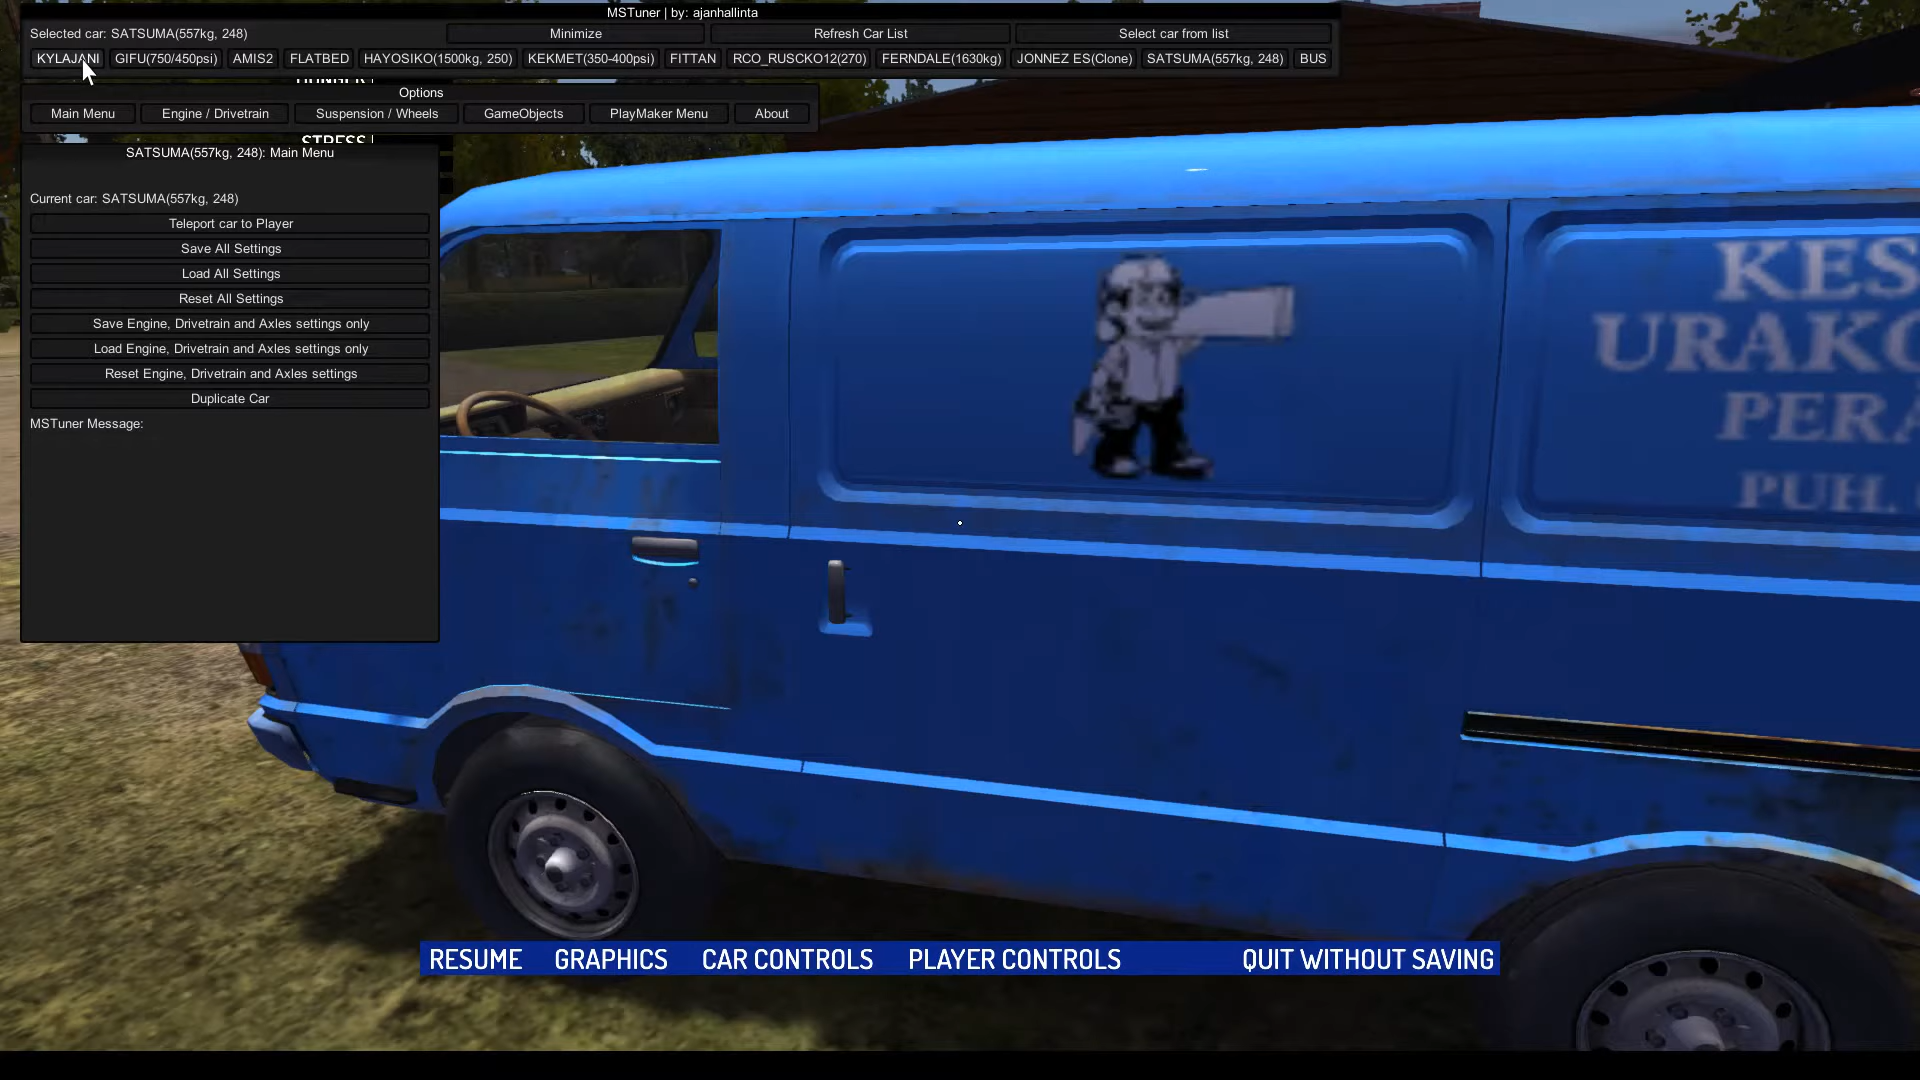 MSTuner | by: ajanhallinta
Selected car: SATSUMA(557kg, 248)
Minimize
Refresh Car List
Select car from list
KYLAJANI
GIFU(750/450psi)
AMIS2
FLATBED
HAYOSIKO(1500kg, 250)
KEKMET(350-400psi)
FITTAN
RCO_RUSCKO12(270)
FERNDALE(1630kg)
JONNEZ ES(Clone)
SATSUMA(557kg, 248)
BUS
Options
Main Menu
Engine / Drivetrain
Suspension / Wheels
GameObjects
PlayMaker Menu
About
STRESS
SATSUMA(557kg, 248): Main Menu
Current car: SATSUMA(557kg, 248)
Teleport car to Player
Save All Settings
Load All Settings
Reset All Settings
Save Engine, Drivetrain and Axles settings only
Load Engine, Drivetrain and Axles settings only
Reset Engine, Drivetrain and Axles settings
Duplicate Car
MSTuner Message:
KES
URAKO
PERÄ
PUH.
RESUME
GRAPHICS
CAR CONTROLS
PLAYER CONTROLS
QUIT WITHOUT SAVING